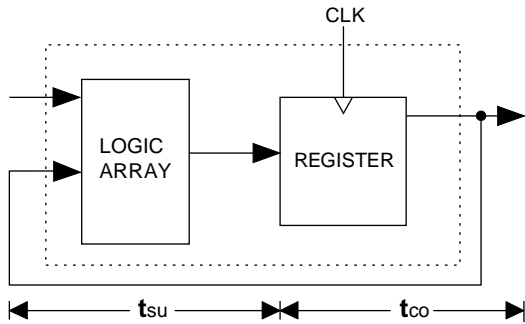 CLK
LOGIC
ARRAY
REGISTER
tsu
tco